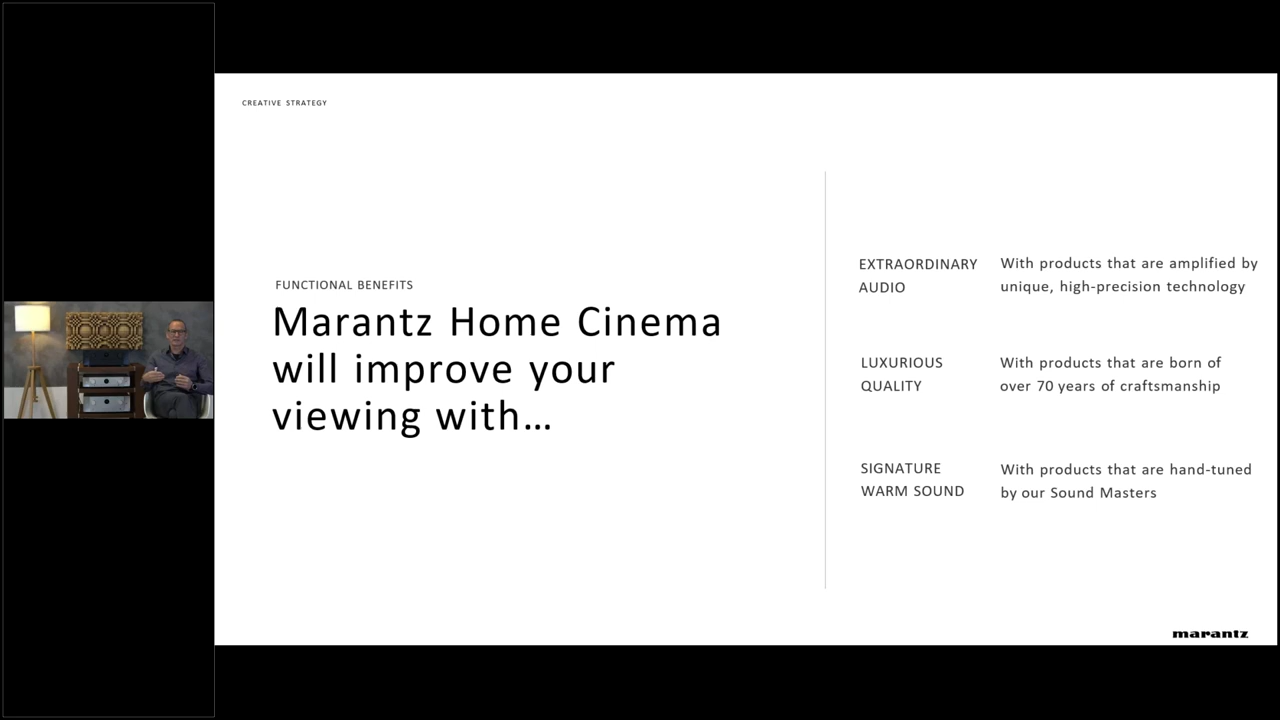 CREATIVE STRATEGY
FUNCTIONAL BENEFITS
Marantz Home Cinema
will improve your
viewing with…
EXTRAORDINARY
AUDIO
With products that are amplified by
unique, high-precision technology
LUXURIOUS
QUALITY
With products that are born of
over 70 years of craftsmanship
SIGNATURE
WARM SOUND
With products that are hand-tuned
by our Sound Masters
marantz